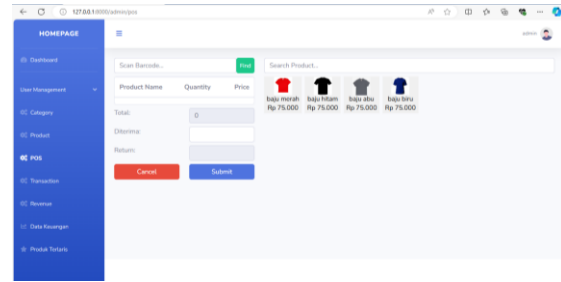 127.0.0.1:8000/admin/pos
HOMEPAGE
admin
Dashboard
User Management
Category
Product
POS
Transaction
Revenue
Data Keuangan
Produk Terlaris
Scan Barcode...
Find
Product Name Quantity Price
Total:
0
Diterima:
Return:
Cancel
Submit
Search Product...
baju merah
Rp 75.000
baju hitam
Rp 75.000
baju abu
Rp 75.000
baju biru
Rp 75.000